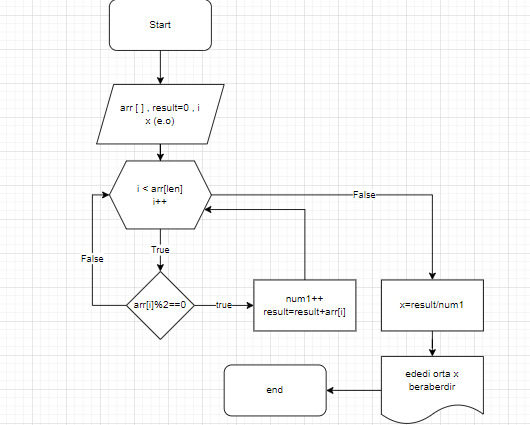 Start
arr [ ] , result=0 , i
x (e.o)
i < arr[len]
i++
False
True
False
arr[i]%2==0
true
num1++
result=result+arr[i]
x=result/num1
ededi orta x
beraberdir
end